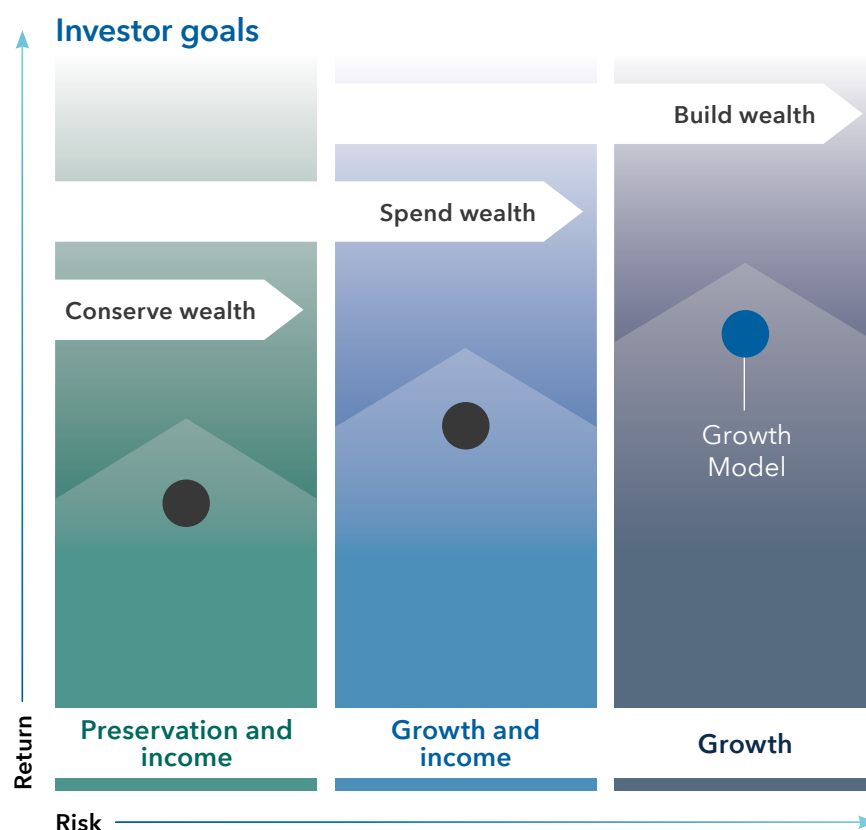 Investor goals
Build wealth
Spend wealth
Conserve wealth
Growth
Model
Return
Preservation and
income
Growth and
income
Growth
Risk